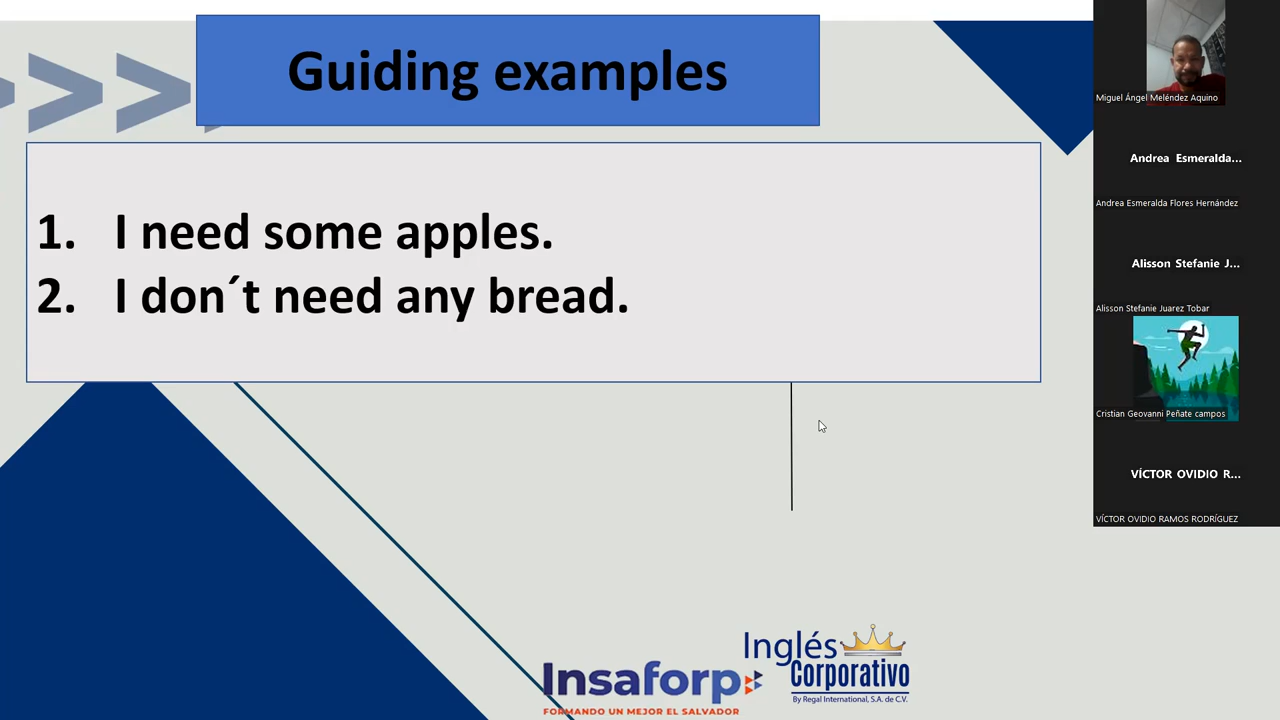 Guiding examples
1. I need some apples.
2. I don´t need any bread.
Miguel Ángel Meléndez Aquino
Andrea Esmeralda...
Andrea Esmeralda Flores Hernández
Alisson Stefanie J...
Alisson Stefanie Juarez Tobar
Cristian Geovanni Peñate campos
VÍCTOR OVIDIO R...
VÍCTOR OVIDIO RAMOS RODRÍGUEZ
Insaforp
FORMANDO UN MEJOR EL SALVADOR
Inglés
Corporativo
By Regal International, S.A. de C.V.